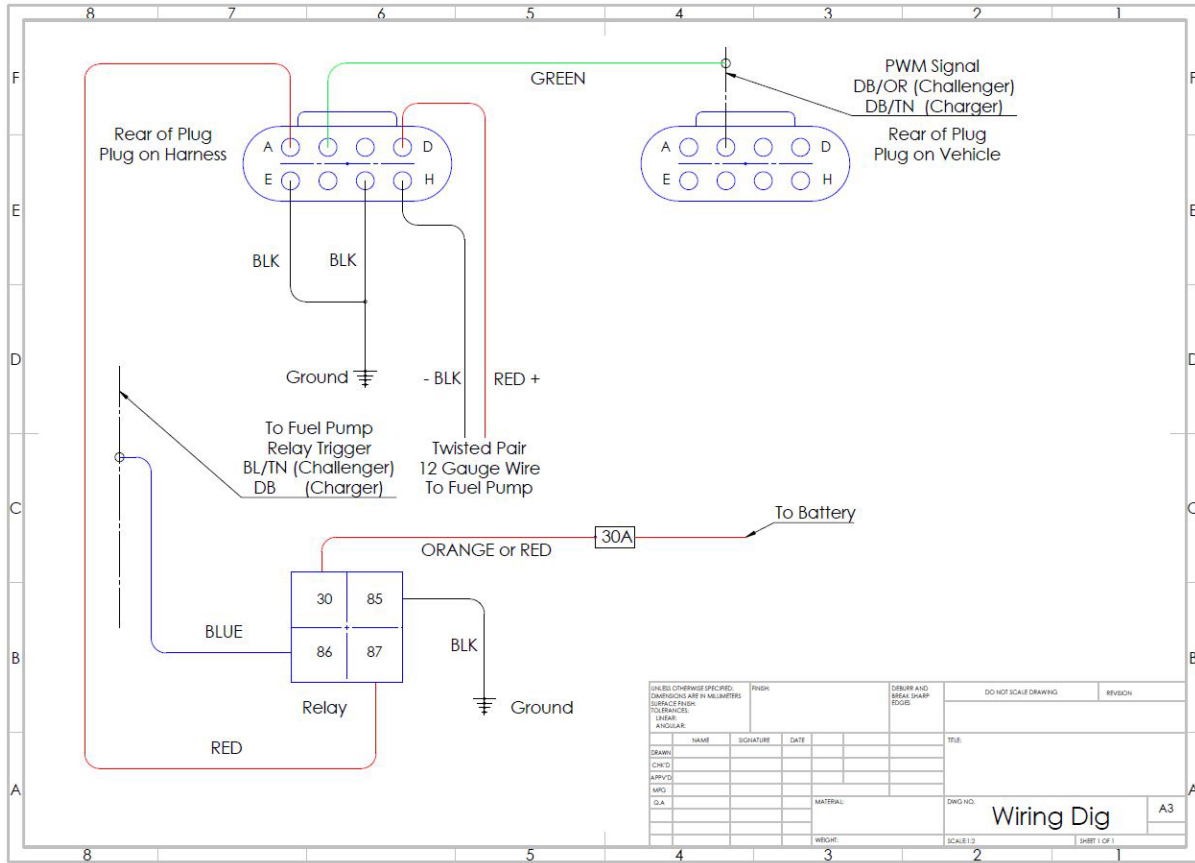 8 7 6 5 4 3 2 1
F
GREEN
PWM Signal
DB/OR (Challenger)
DB/TN (Charger)
F
Rear of Plug
Plug on Harness
A D
E H
A D
E H
Rear of Plug
Plug on Vehicle
E
E
BLK
BLK
D
D
Ground
- BLK
RED +
To Fuel Pump
Relay Trigger
BL/TN (Challenger)
DB (Charger)
Twisted Pair
12 Gauge Wire
To Fuel Pump
C
C
To Battery
30A
ORANGE or RED
30 85
86 87
BLUE
BLK
B
B
Relay
Ground
RED
A
A
UNLESS OTHERWISE SPECIFIED:
DIMENSIONS ARE IN MILLIMETERS
SURFACE FINISH:
TOLERANCES:
LINEAR:
ANGULAR:
FINISH:
DEBURR AND
BREAK SHARP
EDGES
DO NOT SCALE DRAWING
REVISION
NAME SIGNATURE DATE
TITLE:
DRAWN
CHK'D
APPV'D
MFG
Q.A
MATERIAL:
DWG NO.
Wiring Dig
A3
WEIGHT:
SCALE:1:2
SHEET 1 OF 1
8 5 4 3 2 1